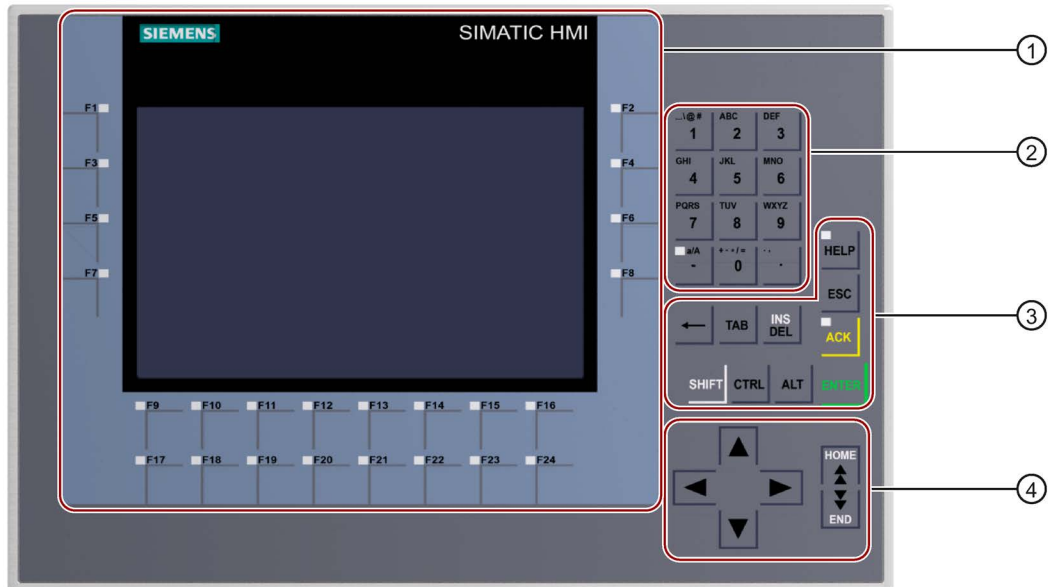 SIEMENS
SIMATIC HMI
F1
F2
F3
F4
F5
F6
F7
F8
F9 F10 F11 F12 F13 F14 F15 F16
F17 F18 F19 F20 F21 F22 F23 F24
...\@# ABC DEF
1 2 3
GHI JKL MNO
4 5 6
PQRS TUV WXYZ
7 8 9
a/A
- 0 .
HELP
ESC
← TAB INS
DEL
ACK
SHIFT CTRL ALT ENTER
HOME
END
1
2
3
4